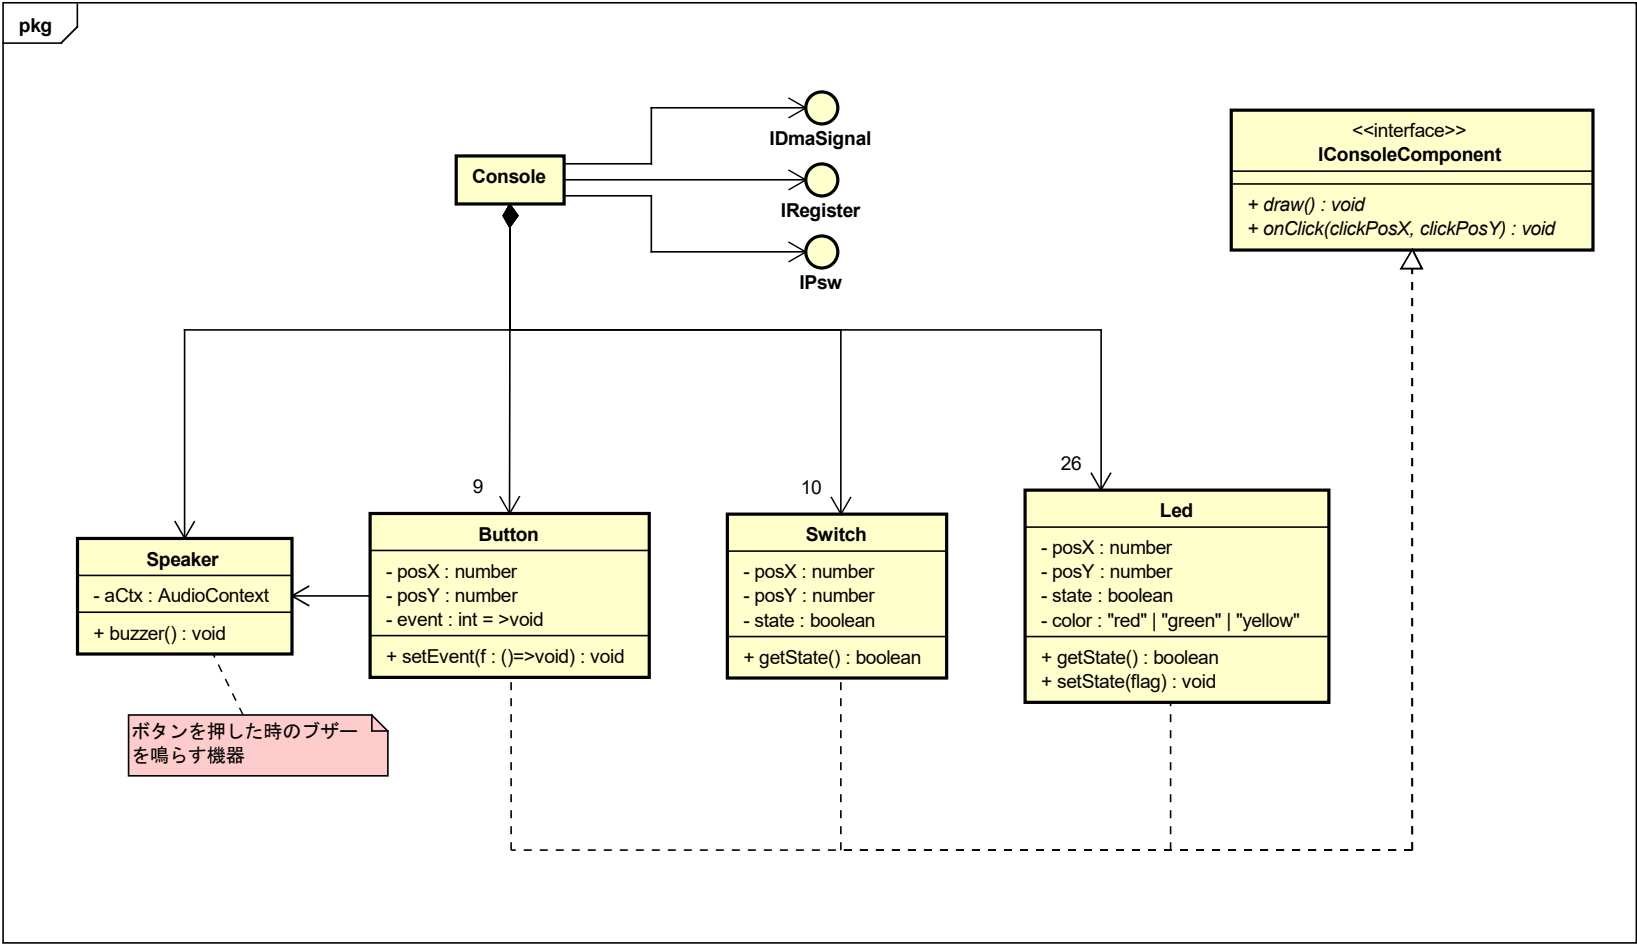 pkg
IDmaSignal
Console
IRegister
IPsw
<<interface>>
IConsoleComponent
+ draw() : void
+ onClick(clickPosX, clickPosY) : void
9
10
26
Speaker
- aCtx : AudioContext
+ buzzer() : void
Button
- posX : number
- posY : number
- event : int = >void
+ setEvent(f : ()=>void) : void
Switch
- posX : number
- posY : number
- state : boolean
+ getState() : boolean
Led
- posX : number
- posY : number
- state : boolean
- color : "red" | "green" | "yellow"
+ getState() : boolean
+ setState(flag) : void
ボタンを押した時のブザー
を鳴らす機器